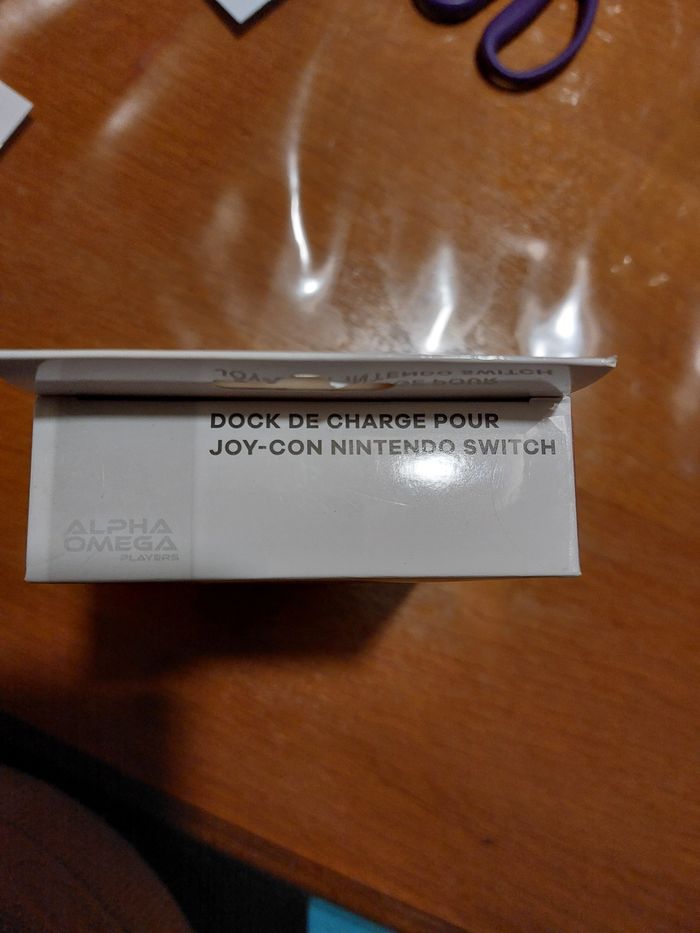 DOCK DE CHARGE POUR
JOY-CON NINTENDO SWITCH
ALPHA
OMEGA
PLAYERS